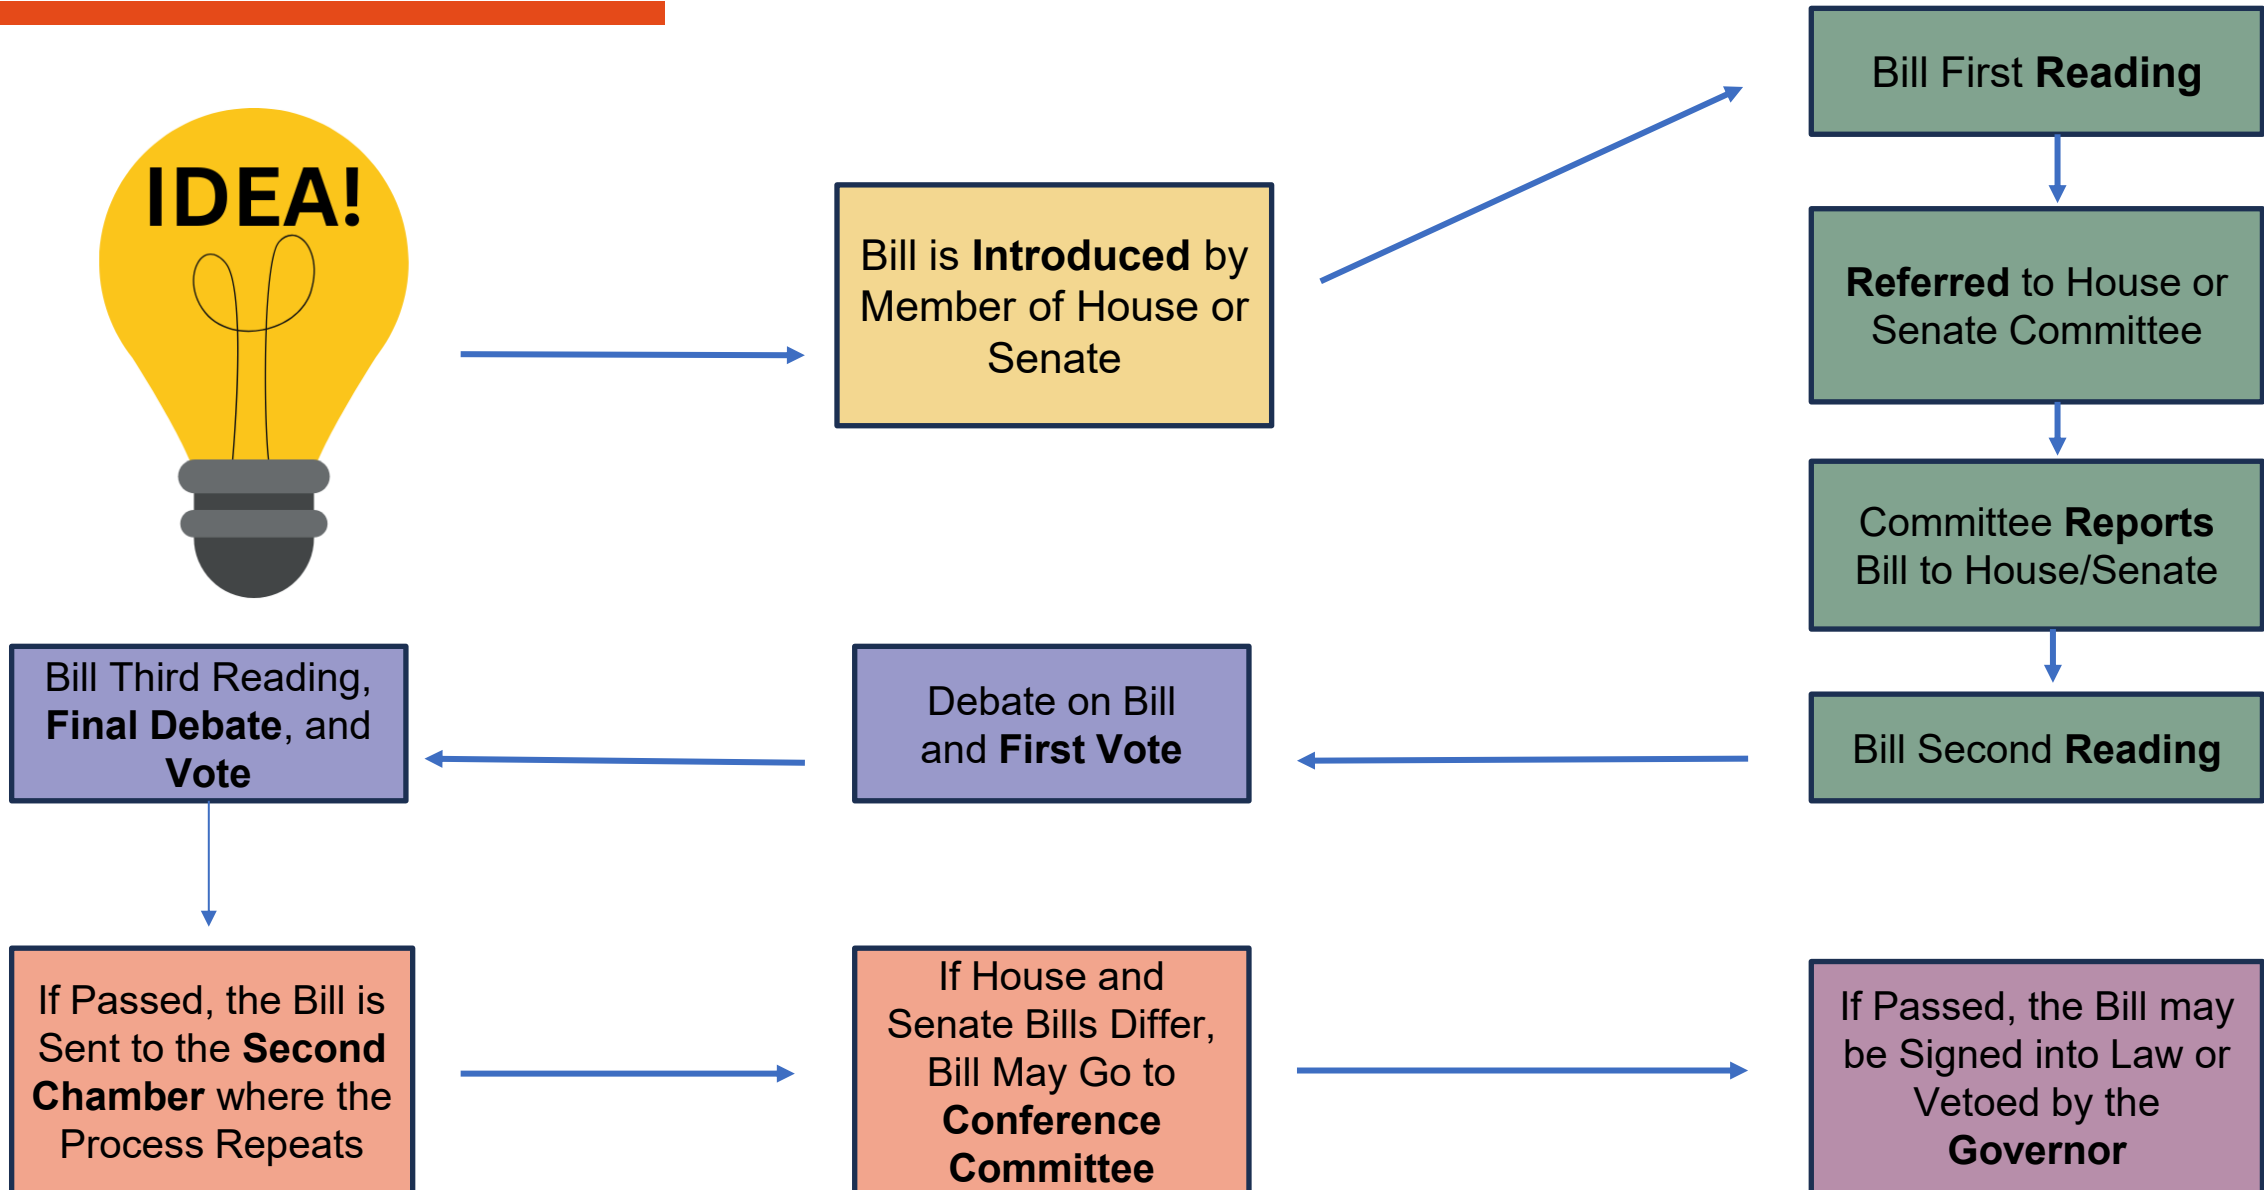 IDEA!
Bill is Introduced by
Member of House or
Senate
Bill First Reading
Referred to House or
Senate Committee
Committee Reports
Bill to House/Senate
Bill Second Reading
Debate on Bill
and First Vote
Bill Third Reading,
Final Debate, and
Vote
If Passed, the Bill is
Sent to the Second
Chamber where the
Process Repeats
If House and
Senate Bills Differ,
Bill May Go to
Conference
Committee
If Passed, the Bill may
be Signed into Law or
Vetoed by the
Governor